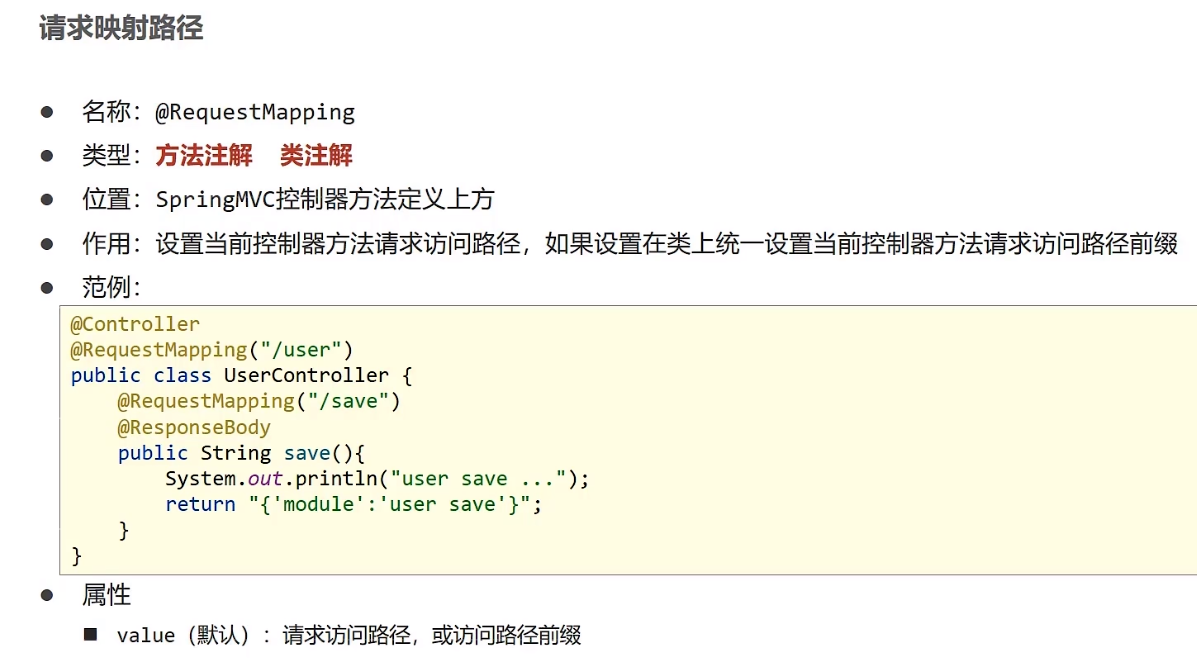 请求映射路径
名称：@RequestMapping
类型：方法注解 类注解
位置：SpringMVC控制器方法定义上方
作用：设置当前控制器方法请求访问路径，如果设置在类上统一设置当前控制器方法请求访问路径前缀
范例：
@Controller
@RequestMapping("/user")
public class UserController {
    @RequestMapping("/save")
    @ResponseBody
    public String save(){
        System.out.println("user save ...");
        return "{'module':'user save'}";
    }
}
属性
value（默认）：请求访问路径，或访问路径前缀